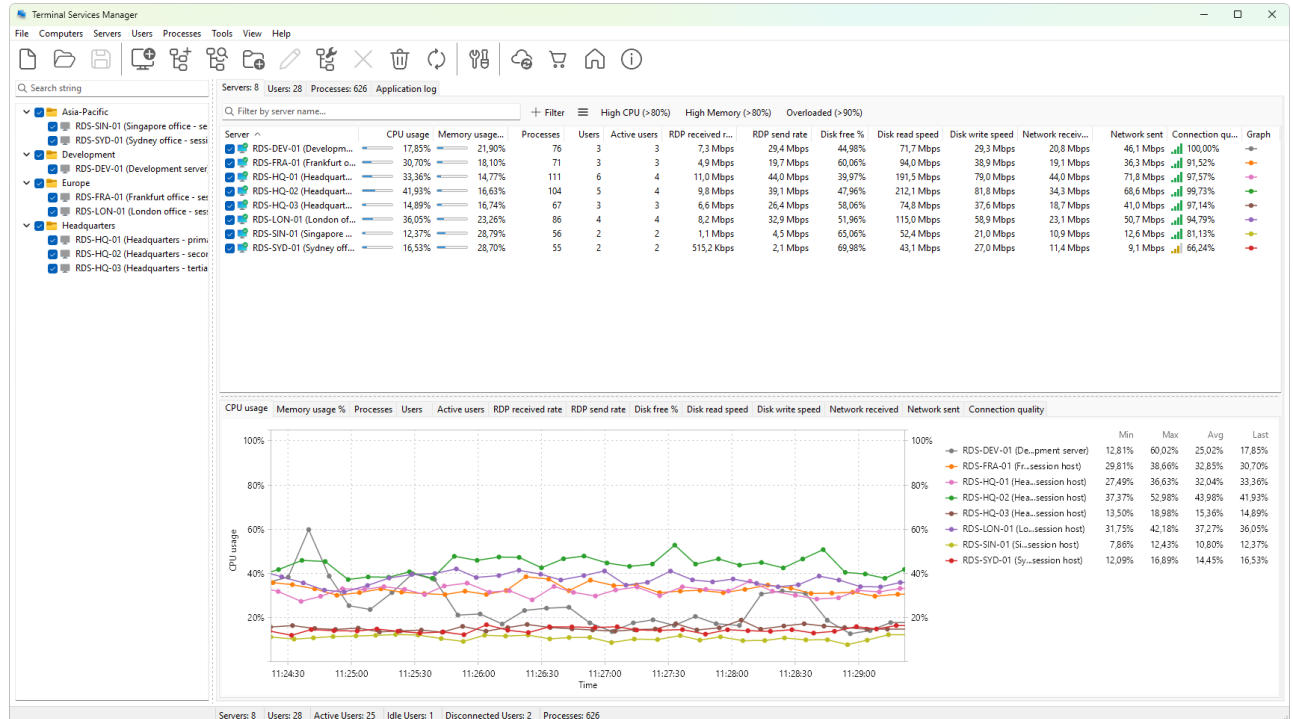 Terminal Services Manager
File Computers Servers Users Processes Tools View Help
Search string
Asia-Pacific
RDS-SIN-01 (Singapore office - se
RDS-SYD-01 (Sydney office - sessi
Development
RDS-DEV-01 (Development server
Europe
RDS-FRA-01 (Frankfurt office - ses
RDS-LON-01 (London office - ses
Headquarters
RDS-HQ-01 (Headquarters - prima
RDS-HQ-02 (Headquarters - secor
RDS-HQ-03 (Headquarters - tertia
Servers: 8 Users: 28 Processes: 626 Application log
Filter by server name... Filter High CPU (>80%) High Memory (>80%) Overloaded (>90%)
Server CPU usage Memory usage... Processes Users Active users RDP received r... RDP send rate Disk free % Disk read speed Disk write speed Network receiv... Network sent Connection qu... Graph
RDS-DEV-01 (Developm... 17,85% 21,90% 76 3 3 7,3 Mbps 29,4 Mbps 44,98% 71,7 Mbps 29,3 Mbps 20,8 Mbps 46,1 Mbps 100,00%
RDS-FRA-01 (Frankfurt o... 30,70% 18,10% 71 3 3 4,9 Mbps 19,7 Mbps 60,06% 94,0 Mbps 38,9 Mbps 19,1 Mbps 36,3 Mbps 91,52%
RDS-HQ-01 (Headquart... 33,36% 14,77% 111 6 4 11,0 Mbps 44,0 Mbps 39,97% 191,5 Mbps 79,0 Mbps 44,0 Mbps 71,8 Mbps 97,57%
RDS-HQ-02 (Headquart... 41,93% 16,63% 104 5 4 9,8 Mbps 39,1 Mbps 47,96% 212,1 Mbps 81,8 Mbps 34,3 Mbps 68,6 Mbps 99,73%
RDS-HQ-03 (Headquart... 14,89% 16,74% 67 3 3 6,6 Mbps 26,4 Mbps 58,06% 74,8 Mbps 37,6 Mbps 18,7 Mbps 41,0 Mbps 97,14%
RDS-LON-01 (London of... 36,05% 23,26% 86 4 4 8,2 Mbps 32,9 Mbps 51,96% 115,0 Mbps 58,9 Mbps 23,1 Mbps 50,7 Mbps 94,79%
RDS-SIN-01 (Singapore ... 12,37% 28,79% 56 2 2 1,1 Mbps 4,5 Mbps 65,06% 52,4 Mbps 21,0 Mbps 10,9 Mbps 12,6 Mbps 81,13%
RDS-SYD-01 (Sydney off... 16,53% 28,70% 55 2 2 515,2 Kbps 2,1 Mbps 69,98% 43,1 Mbps 27,0 Mbps 11,4 Mbps 9,1 Mbps 66,24%
CPU usage Memory usage % Processes Users Active users RDP received rate RDP send rate Disk free % Disk read speed Disk write speed Network received Network sent Connection quality
100%
80%
60%
40%
20%
CPU usage
100%
80%
60%
40%
20%
11:24:30 11:25:00 11:25:30 11:26:00 11:26:30 11:27:00 11:27:30 11:28:00 11:28:30 11:29:00
Time
Min Max Avg Last
RDS-DEV-01 (De...pment server) 12,81% 60,02% 25,02% 17,85%
RDS-FRA-01 (Fr...session host) 29,81% 38,66% 32,85% 30,70%
RDS-HQ-01 (Hea...session host) 27,49% 36,63% 32,04% 33,36%
RDS-HQ-02 (Hea...session host) 37,37% 52,98% 43,98% 41,93%
RDS-HQ-03 (Hea...session host) 13,50% 18,98% 15,36% 14,89%
RDS-LON-01 (Lo...session host) 31,75% 42,18% 37,27% 36,05%
RDS-SIN-01 (Si...session host) 7,86% 12,43% 10,80% 12,37%
RDS-SYD-01 (Sy...session host) 12,09% 16,89% 14,45% 16,53%
Servers: 8 Users: 28 Active Users: 25 Idle Users: 1 Disconnected Users: 2 Processes: 626